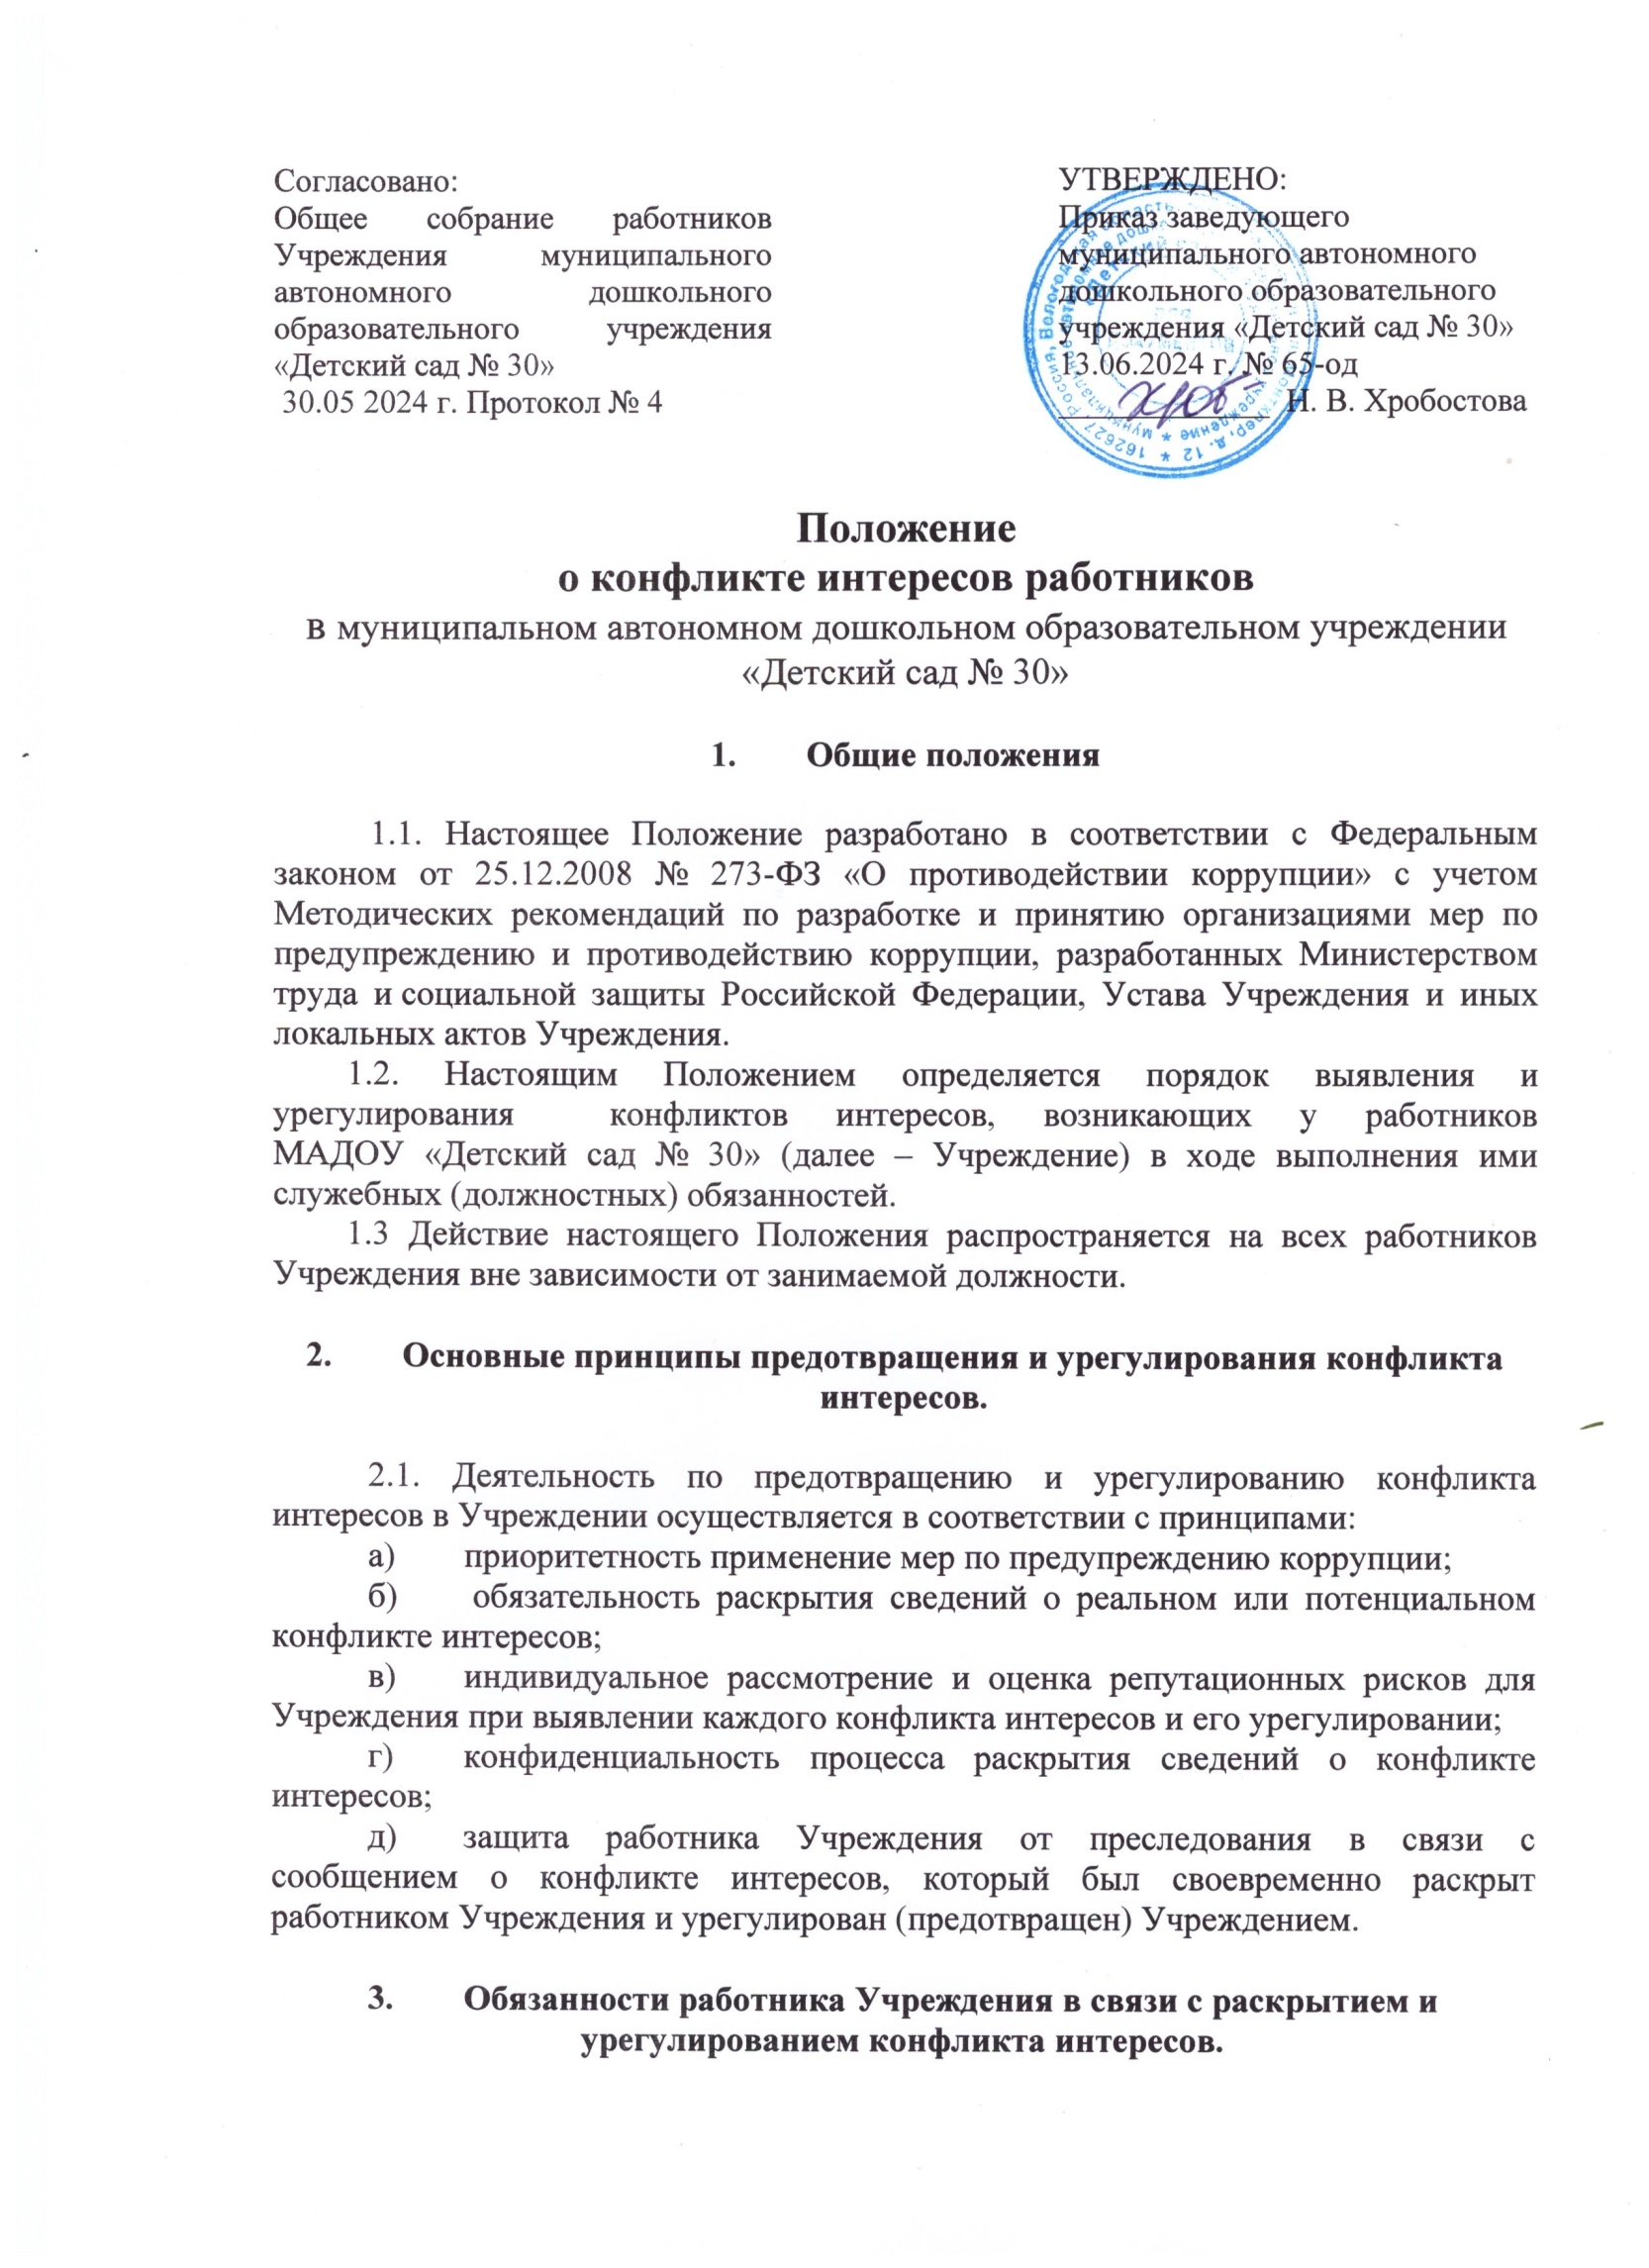 Согласовано:
Общее собрание работников
Учреждения муниципального
автономного дошкольного
образовательного учреждения
«Детский сад № 30»
30.05 2024 г. Протокол № 4
УТВЕРЖДЕНО:
Приказ заведующего
муниципального автономного
дошкольного образовательного
учреждения «Детский сад № 30»
13.06.2024 г. № 65-од
Н. В. Хробостова
Положение
о конфликте интересов работников
в муниципальном автономном дошкольном образовательном учреждении
«Детский сад № 30»
1. Общие положения
1.1. Настоящее Положение разработано в соответствии с Федеральным
законом от 25.12.2008 № 273-ФЗ «О противодействии коррупции» с учетом
Методических рекомендаций по разработке и принятию организациями мер по
предупреждению и противодействию коррупции, разработанных Министерством
труда и социальной защиты Российской Федерации, Устава Учреждения и иных
локальных актов Учреждения.
1.2. Настоящим Положением определяется порядок выявления и
урегулирования конфликтов интересов, возникающих у работников
МАДОУ «Детский сад № 30» (далее – Учреждение) в ходе выполнения ими
служебных (должностных) обязанностей.
1.3 Действие настоящего Положения распространяется на всех работников
Учреждения вне зависимости от занимаемой должности.
2. Основные принципы предотвращения и урегулирования конфликта
интересов.
2.1. Деятельность по предотвращению и урегулированию конфликта
интересов в Учреждении осуществляется в соответствии с принципами:
а) приоритетность применение мер по предупреждению коррупции;
б) обязательность раскрытия сведений о реальном или потенциальном
конфликте интересов;
в) индивидуальное рассмотрение и оценка репутационных рисков для
Учреждения при выявлении каждого конфликта интересов и его урегулировании;
г) конфиденциальность процесса раскрытия сведений о конфликте
интересов;
д) защита работника Учреждения от преследования в связи с
сообщением о конфликте интересов, который был своевременно раскрыт
работником Учреждения и урегулирован (предотвращен) Учреждением.
3. Обязанности работника Учреждения в связи с раскрытием и
урегулированием конфликта интересов.